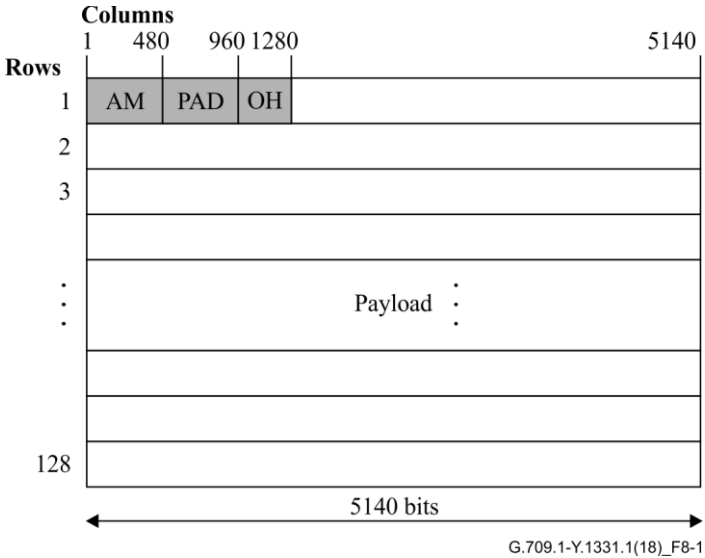 Columns
1 480 960 1280 5140
Rows
1 AM PAD OH
2
3
Payload
128
5140 bits
G.709.1-Y.1331.1(18)_F8-1